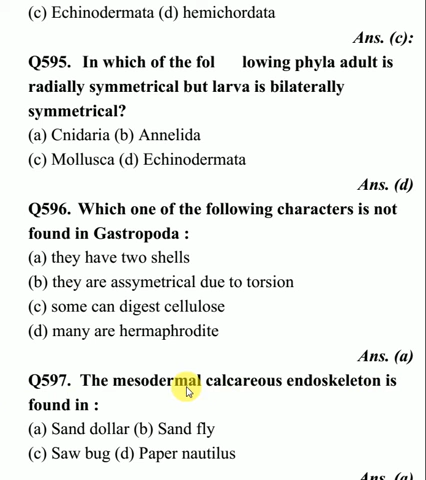 (c) Echinodermata (d) hemichordata
Ans. (c):
Q595. In which of the fol lowing phyla adult is
radially symmetrical but larva is bilaterally
symmetrical?
(a) Cnidaria (b) Annelida
(c) Mollusca (d) Echinodermata
Ans. (d)
Q596. Which one of the following characters is not
found in Gastropoda :
(a) they have two shells
(b) they are assymetrical due to torsion
(c) some can digest cellulose
(d) many are hermaphrodite
Ans. (a)
Q597. The mesodermal calcareous endoskeleton is
found in :
(a) Sand dollar (b) Sand fly
(c) Saw bug (d) Paper nautilus
Ans. (a)